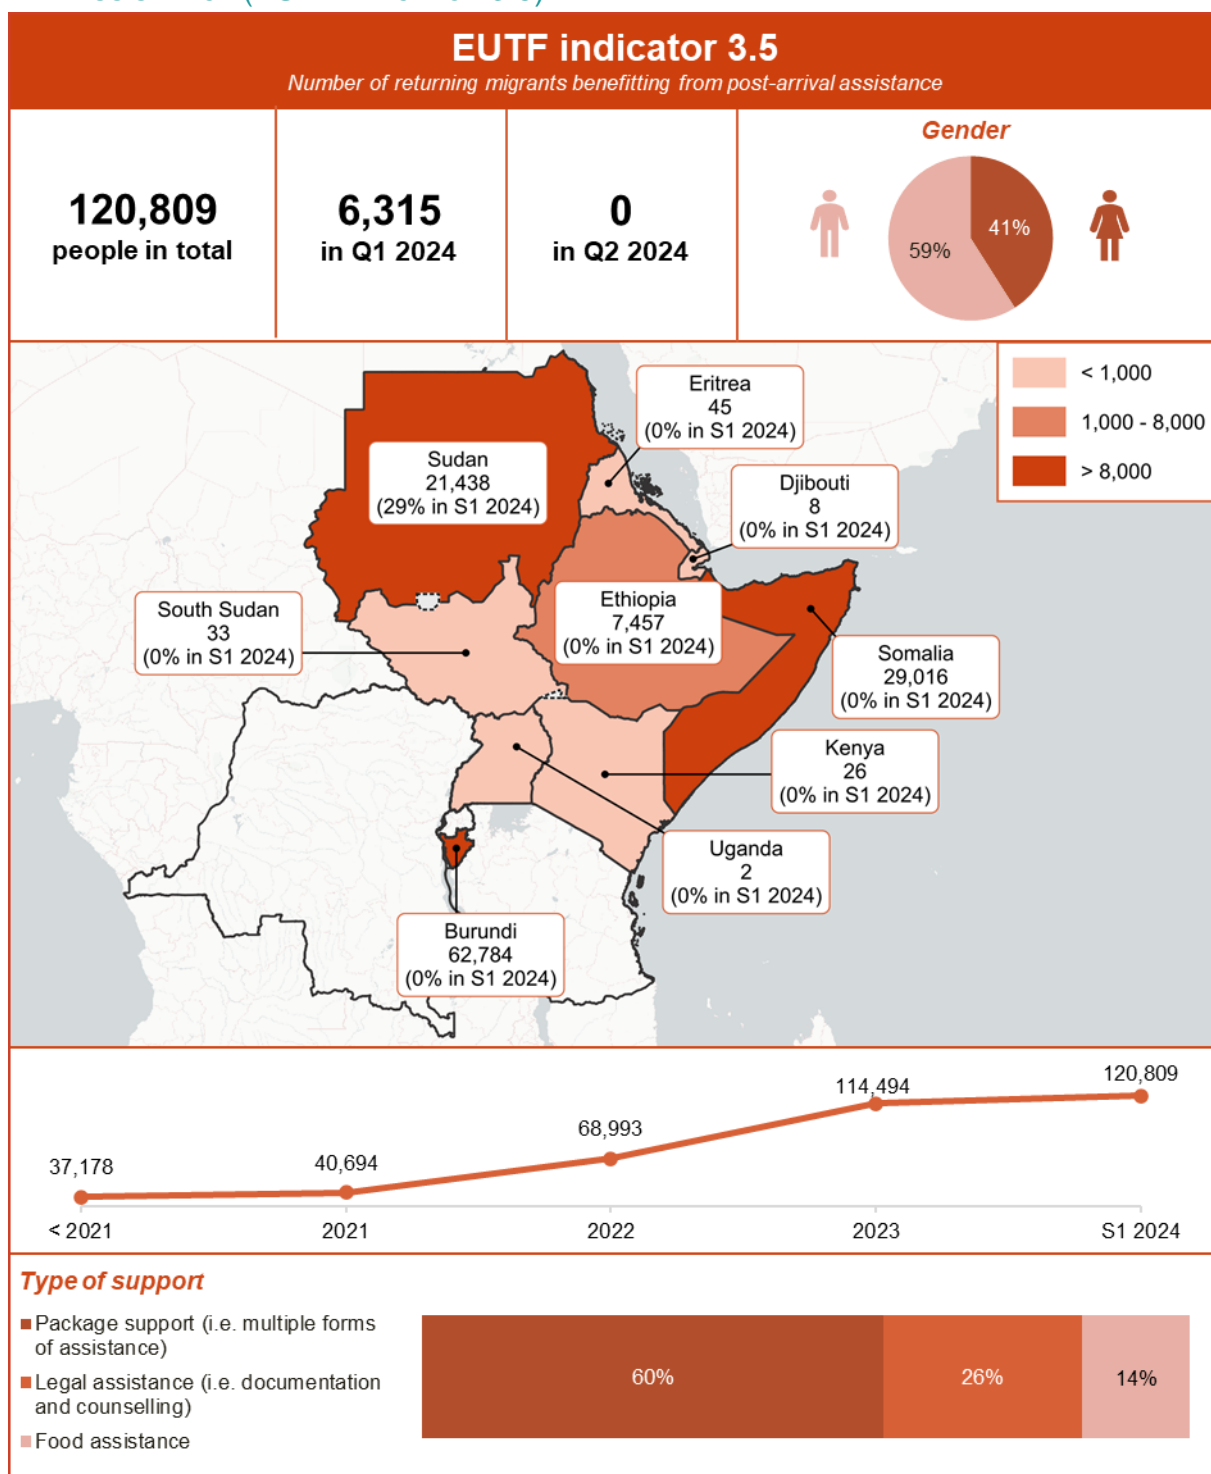 EUTF indicator 3.5
Number of returning migrants benefitting from post-arrival assistance
120,809
people in total
6,315
in Q1 2024
0
in Q2 2024
Gender
41%
59%
< 1,000
1,000 - 8,000
> 8,000
Eritrea
45
(0% in S1 2024)
Sudan
21,438
(29% in S1 2024)
Djibouti
8
(0% in S1 2024)
South Sudan
33
(0% in S1 2024)
Ethiopia
7,457
(0% in S1 2024)
Somalia
29,016
(0% in S1 2024)
Kenya
26
(0% in S1 2024)
Uganda
2
(0% in S1 2024)
Burundi
62,784
(0% in S1 2024)
37,178
40,694
68,993
114,494
120,809
< 2021
2021
2022
2023
S1 2024
Type of support
Package support (i.e. multiple forms
of assistance)
Legal assistance (i.e. documentation
and counselling)
Food assistance
60%
26%
14%